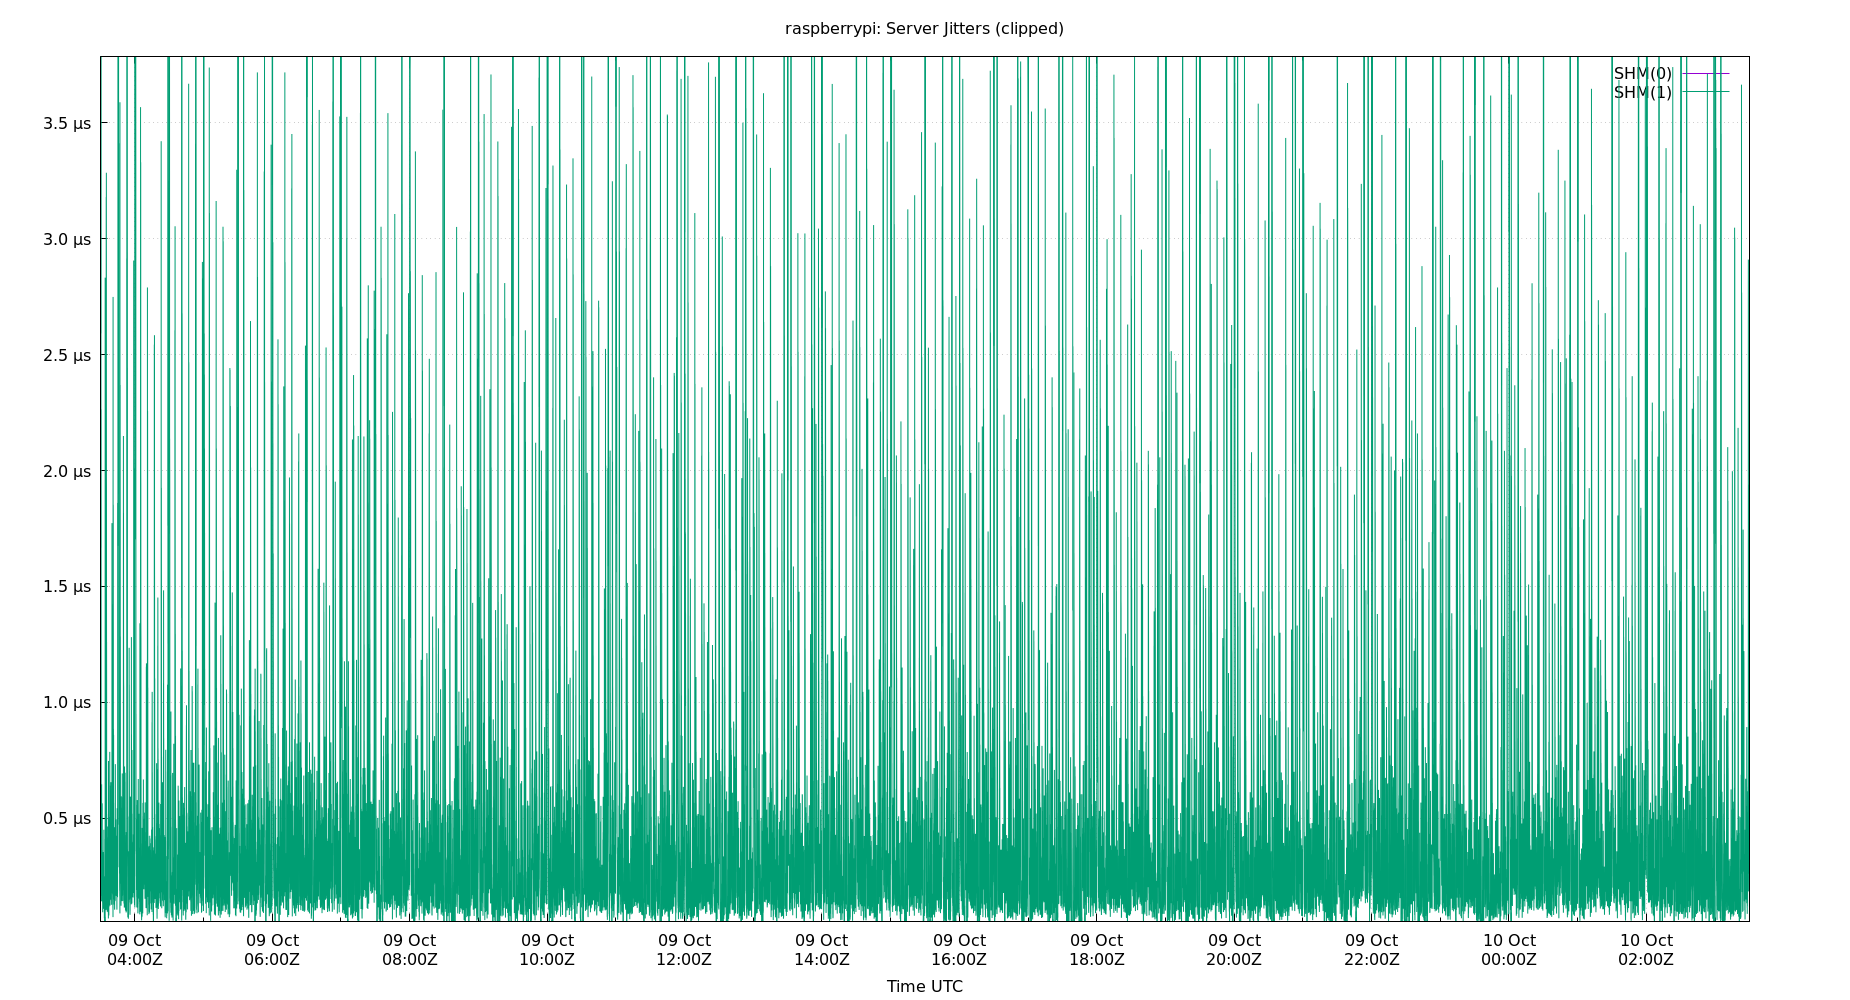 raspberrypi: Server Jitters (clipped)
SHM(0)
SHM(1)
3.5 µs
3.0 µs
2.5 µs
2.0 µs
1.5 µs
1.0 µs
0.5 µs
09 Oct 09 Oct 09 Oct 09 Oct 09 Oct 09 Oct 09 Oct 09 Oct 09 Oct 09 Oct 10 Oct 10 Oct
04:00Z 06:00Z 08:00Z 10:00Z 12:00Z 14:00Z 16:00Z 18:00Z 20:00Z 22:00Z 00:00Z 02:00Z
Time UTC